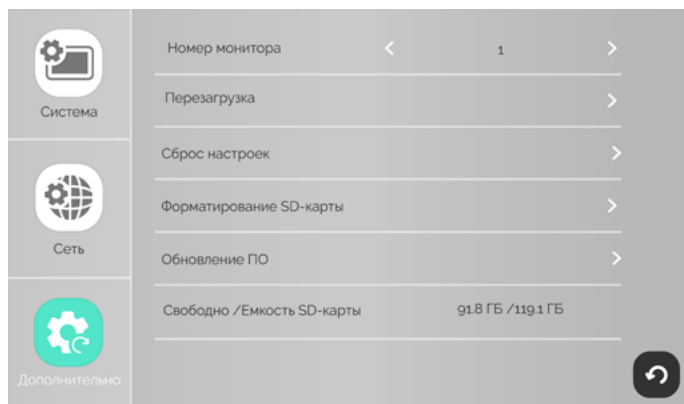 Система
Сеть
Дополнительно
Номер монитора 1
Перезагрузка
Сброс настроек
Форматирование SD-карты
Обновление ПО
Свободно /Емкость SD-карты 91.8 ГБ /119.1 ГБ